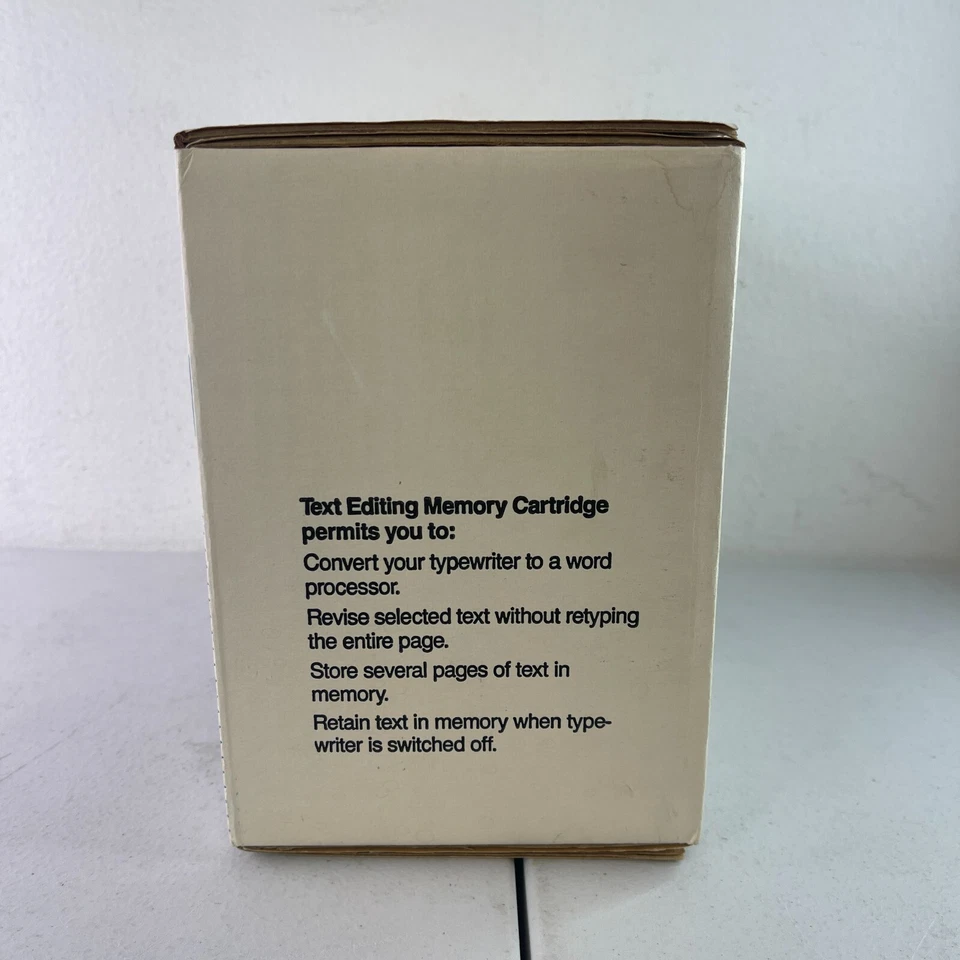 Text Editing Memory Cartridge
permits you to:
Convert your typewriter to a word
processor.
Revise selected text without retyping
the entire page.
Store several pages of text in
memory.
Retain text in memory when type-
writer is switched off.